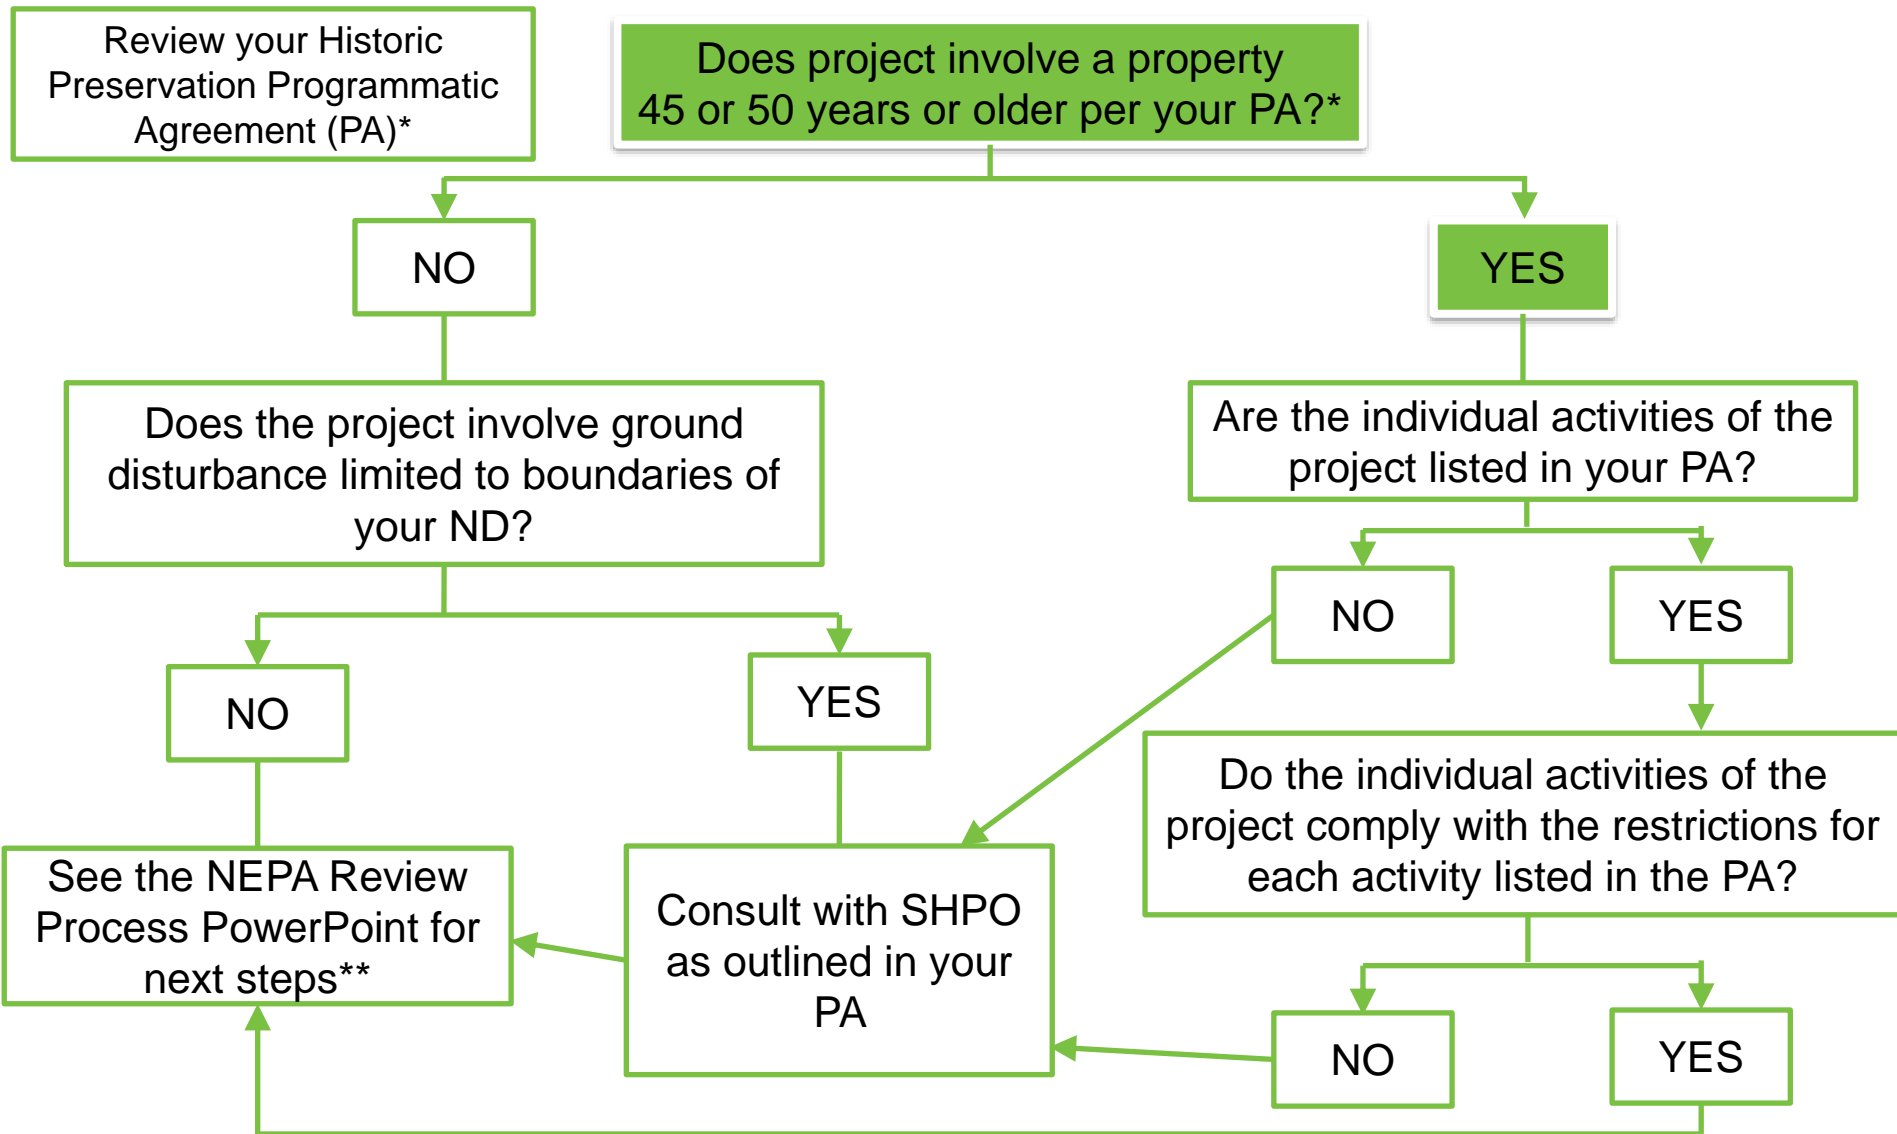 Review your Historic
Preservation Programmatic
Agreement (PA)*
Does project involve a property
45 or 50 years or older per your PA?*
NO
YES
Does the project involve ground
disturbance limited to boundaries of
your ND?
Are the individual activities of the
project listed in your PA?
NO
YES
NO
YES
Do the individual activities of the
project comply with the restrictions for
each activity listed in the PA?
See the NEPA Review
Process PowerPoint for
next steps**
Consult with SHPO
as outlined in your
PA
NO
YES